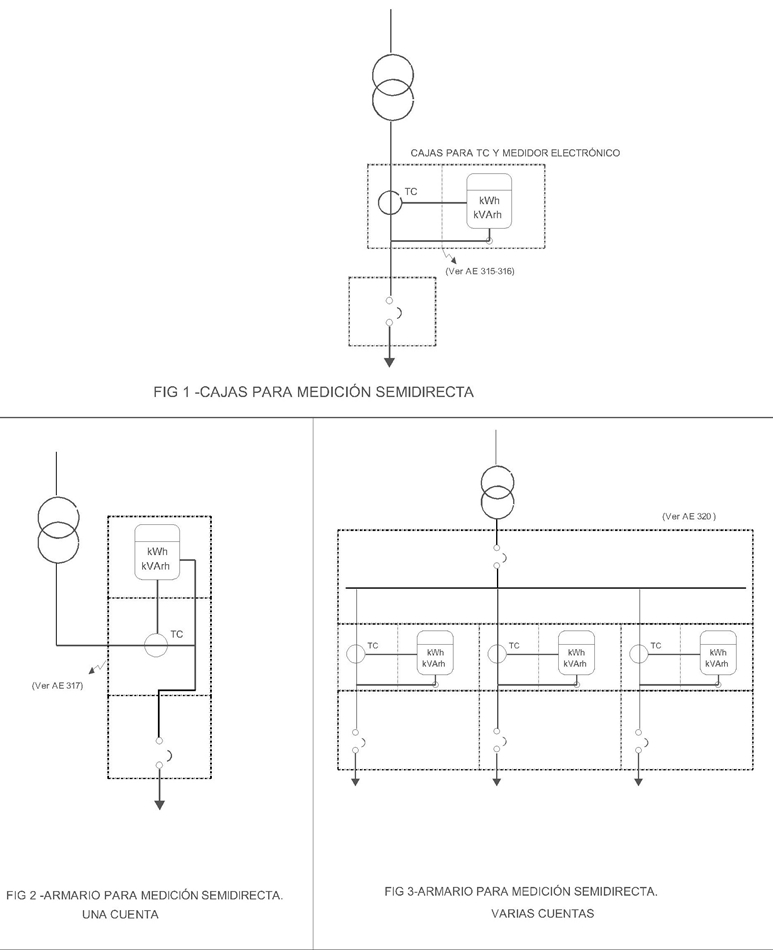 CAJAS PARA TC Y MEDIDOR ELECTRÓNICO
TC
kWh
kVArh
(Ver AE 315-316)
FIG 1 -CAJAS PARA MEDICIÓN SEMIDIRECTA
kWh
kVArh
TC
(Ver AE 317)
FIG 2 -ARMARIO PARA MEDICIÓN SEMIDIRECTA.
UNA CUENTA
(Ver AE 320 )
TC
kWh
kVArh
TC
kWh
kVArh
TC
kWh
kVArh
FIG 3-ARMARIO PARA MEDICIÓN SEMIDIRECTA.
VARIAS CUENTAS